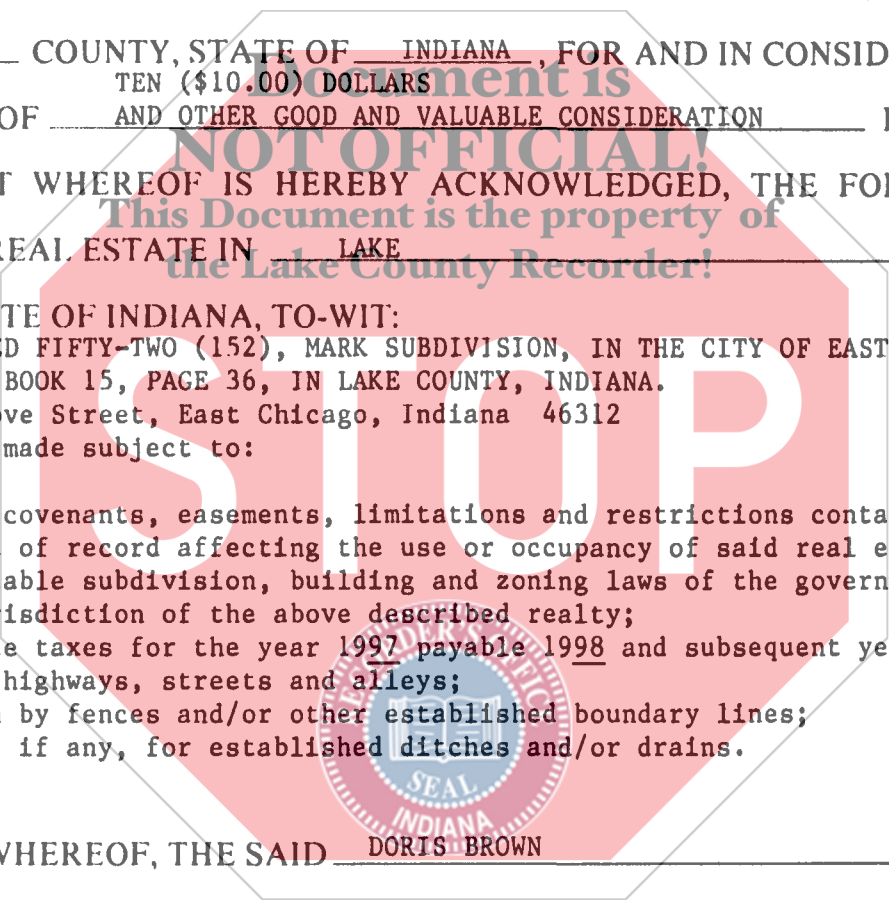 COUNTY, STATE OF INDIANA, FOR AND IN CONSID
TEN ($10.00) DOLLARS
OF AND OTHER GOOD AND VALUABLE CONSIDERATION
Document is
NOT OFFICIAL!
This Document is the property of
the Lake County Recorder!
T WHEREOF IS HEREBY ACKNOWLEDGED, THE FOL
REAL ESTATE IN LAKE
TE OF INDIANA, TO-WIT:
ED FIFTY-TWO (152), MARK SUBDIVISION, IN THE CITY OF EAST
BOOK 15, PAGE 36, IN LAKE COUNTY, INDIANA.
ve Street, East Chicago, Indiana 46312
made subject to:
STOP
covenants, easements, limitations and restrictions conta
of record affecting the use or occupancy of said real e
able subdivision, building and zoning laws of the govern
isdiction of the above described realty;
e taxes for the year 1997 payable 1998 and subsequent ye
highways, streets and alleys;
by fences and/or other established boundary lines;
if any, for established ditches and/or drains.
RECORDER'S OFFICE
SEAL
INDIANA
WHEREOF, THE SAID DORIS BROWN